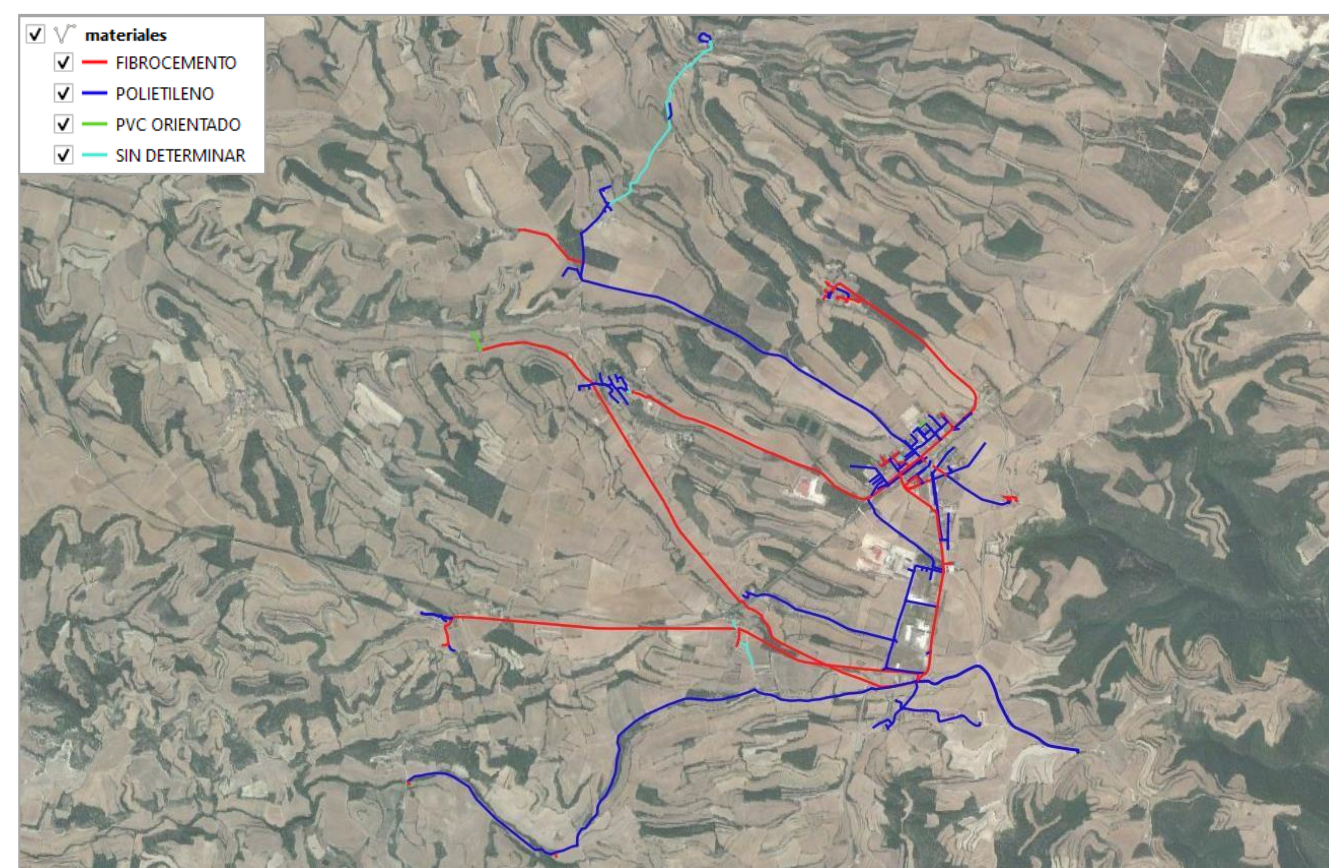 materiales
FIBROCEMENTO
POLIETILENO
PVC ORIENTADO
SIN DETERMINAR